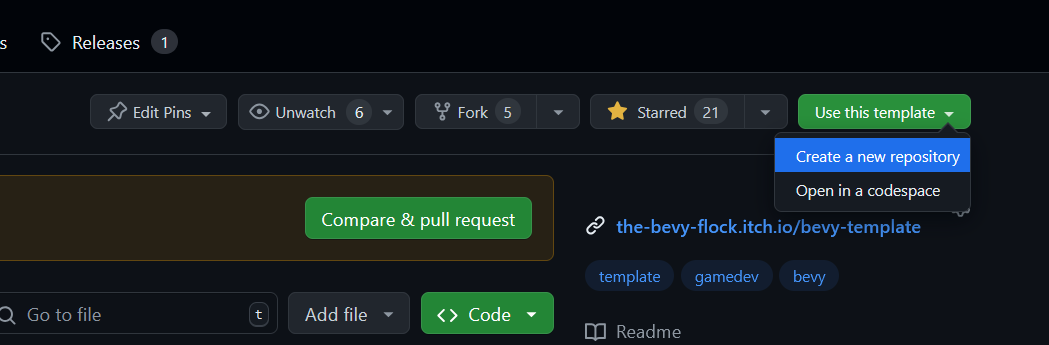 s Releases 1
Edit Pins Unwatch 6 Fork 5 Starred 21 Use this template
Create a new repository
Open in a codespace
Compare & pull request
the-bevy-flock.itch.io/bevy-template
template gamedev bevy
Go to file t Add file <> Code
Readme